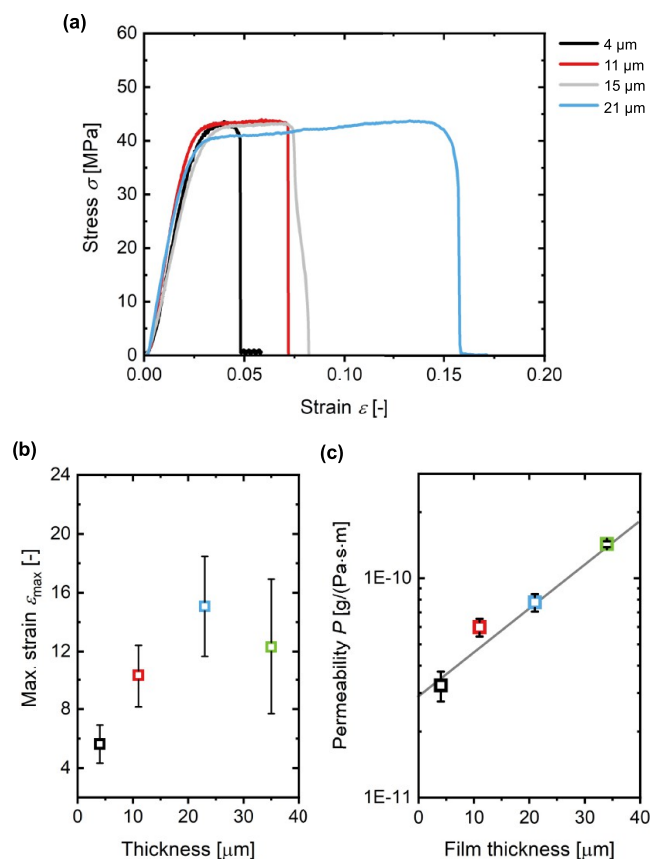 (a)
60
50
40
30
20
10
0
Stress σ [MPa]
0.00 0.05 0.10 0.15 0.20
Strain ε [-]
4 µm
11 µm
15 µm
21 µm
(b)
24
20
16
12
8
4
Max. strain εmax [-]
0 10 20 30 40
Thickness [µm]
(c)
1E-10
1E-11
Permeability P [g/(Pa·s·m]
0 10 20 30 40
Film thickness [µm]